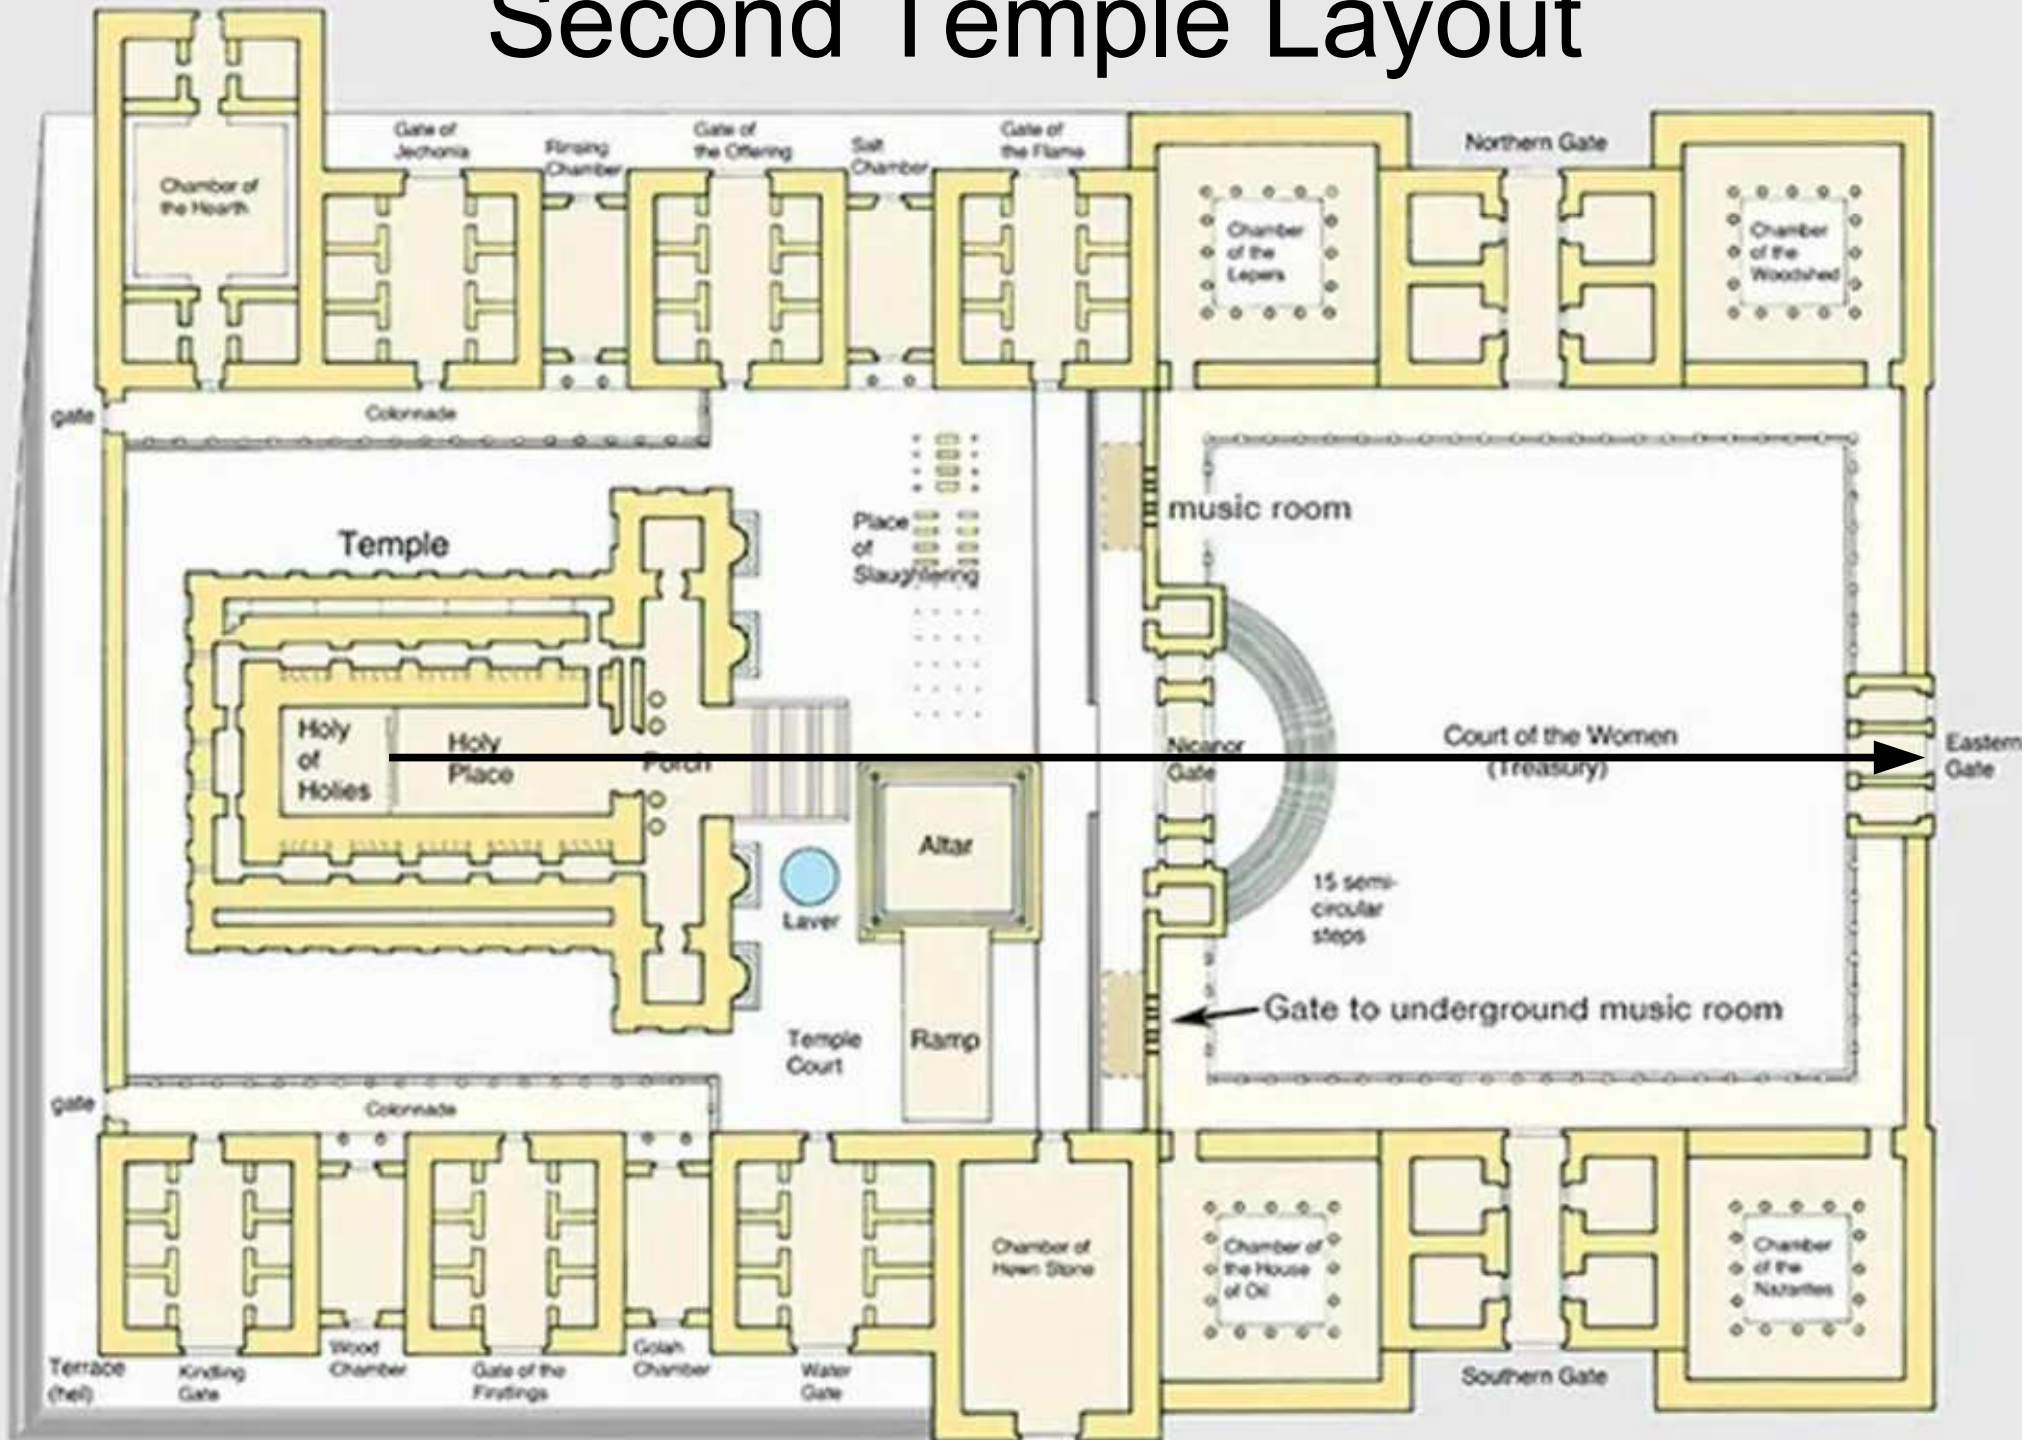 Second Temple Layout
Gate of
Jechonia
Rinsing
Chamber
Gate of
the Offering
Salt
Chamber
Gate of
the Flame
Northern Gate
Chamber of
the Hearth
Chamber
of the
Lepers
Chamber
of the
Woodshed
gate
Colonnade
music room
Temple
Place
of
Slaughtering
Holy
of
Holies
Holy
Place
Porch
Nicanor
Gate
Court of the Women
(Treasury)
Eastern
Gate
Altar
Laver
15 semi-
circular
steps
Gate to underground music room
Temple
Court
Ramp
gate
Colonnade
Chamber of
Hewn Stone
Chamber of
the House
of Oil
Chamber
of the
Nazarites
Terrace
(hel)
Kindling
Gate
Wood
Chamber
Gate of the
Firstlings
Golah
Chamber
Water
Gate
Southern Gate